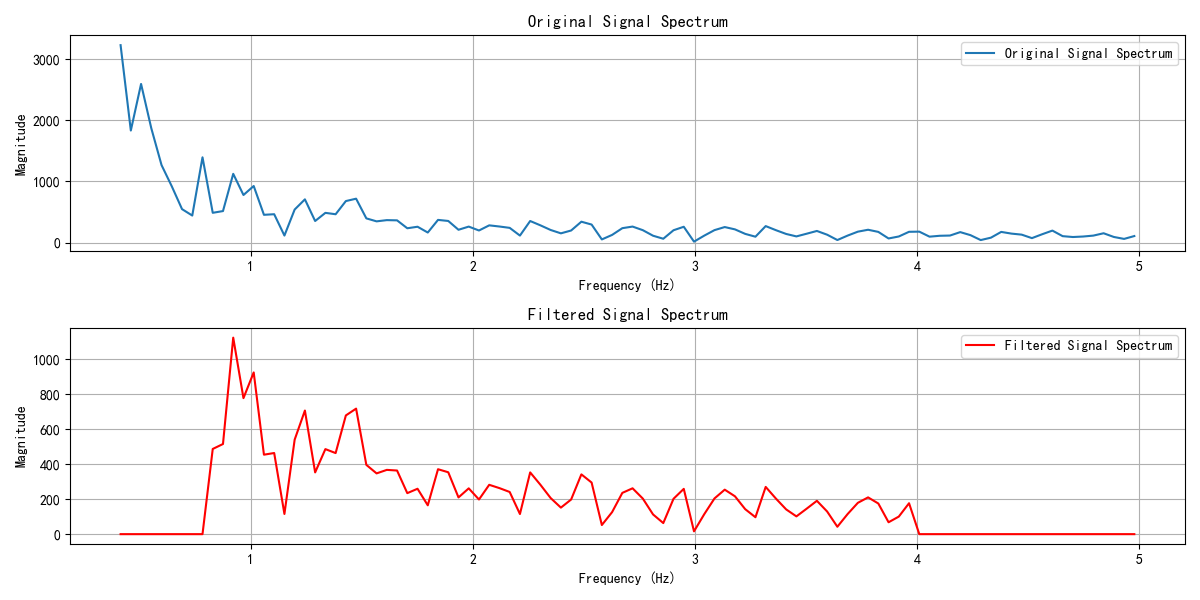 Original Signal Spectrum
Original Signal Spectrum
3000
2000
1000
0
Magnitude
1 2 3 4 5
Frequency (Hz)
Filtered Signal Spectrum
Filtered Signal Spectrum
1000
800
600
400
200
0
Magnitude
1 2 3 4 5
Frequency (Hz)